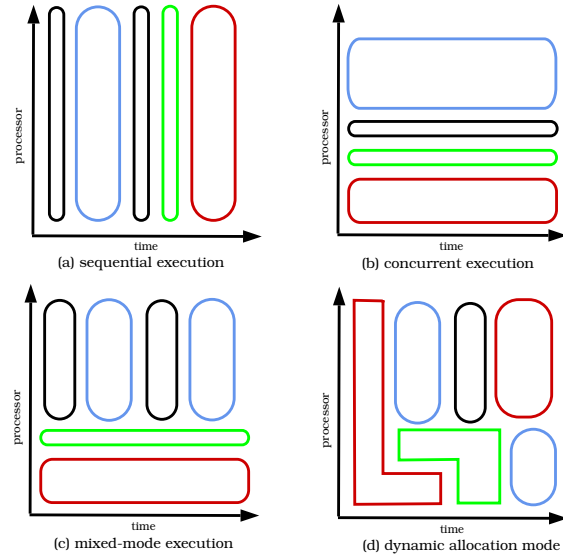 processor
time
(a) sequential execution
processor
time
(b) concurrent execution
processor
time
(c) mixed-mode execution
processor
time
(d) dynamic allocation mode